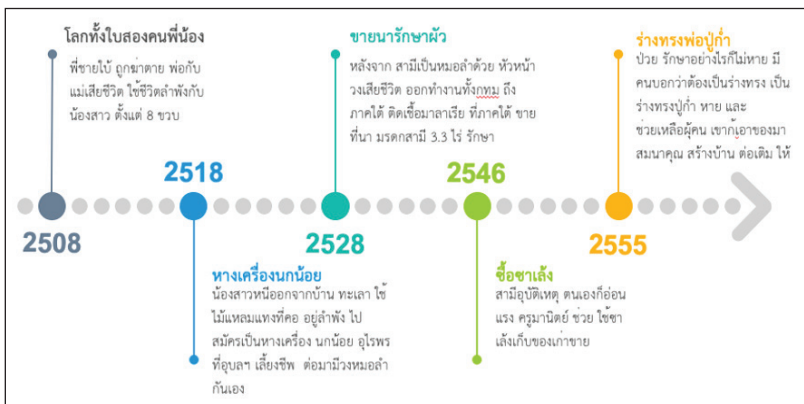 โลกทั้งใบสองคนพี่น้อง
พี่ชายใบ้ ถูกฆ่าตาย พ่อกับ
แม่เสียชีวิต ใช้ชีวิตลำพังกับ
น้องสาว ตั้งแต่ 8 ขวบ
2508
2518
หางเครื่องนกน้อย
น้องสาวหนีออกจากบ้าน ทะเลา ใช้
ไม้แหลมแทงที่คอ อยู่ลำพัง ไป
สมัครเป็นหางเครื่อง นกน้อย อุไรพร
ที่อุบลฯ เลี้ยงชีพ ต่อมามีวงหมอลำ
กันเอง
ขายนารักษาผัว
หลังจาก สามีเป็นหมอลำด้วย หัวหน้า
วงเสียชีวิต ออกทำงานทั้งกทม ถึง
ภาคใต้ ติดเชื้อมาลาเรีย ที่ภาคใต้ ขาย
ที่นา มรดกสามี 3.3 ไร่ รักษา
2528
2546
ซื้อซาเล้ง
สามีอุบัติเหตุ ตนเองก็อ่อน
แรง ครูมานิตย์ ช่วย ใช้ซา
เล้งเก็บของเก่าขาย
ร่างทรงพ่อปู่ก่ำ
ป่วย รักษาอย่างไรก็ไม่หาย มี
คนบอกว่าต้องเป็นร่างทรง เป็น
ร่างทรงปู่ก่ำ หาย และ
ช่วยเหลือผู้คน เขาก็เอาของมา
สมนาคุณ สร้างบ้าน ต่อเติม ให้
2555